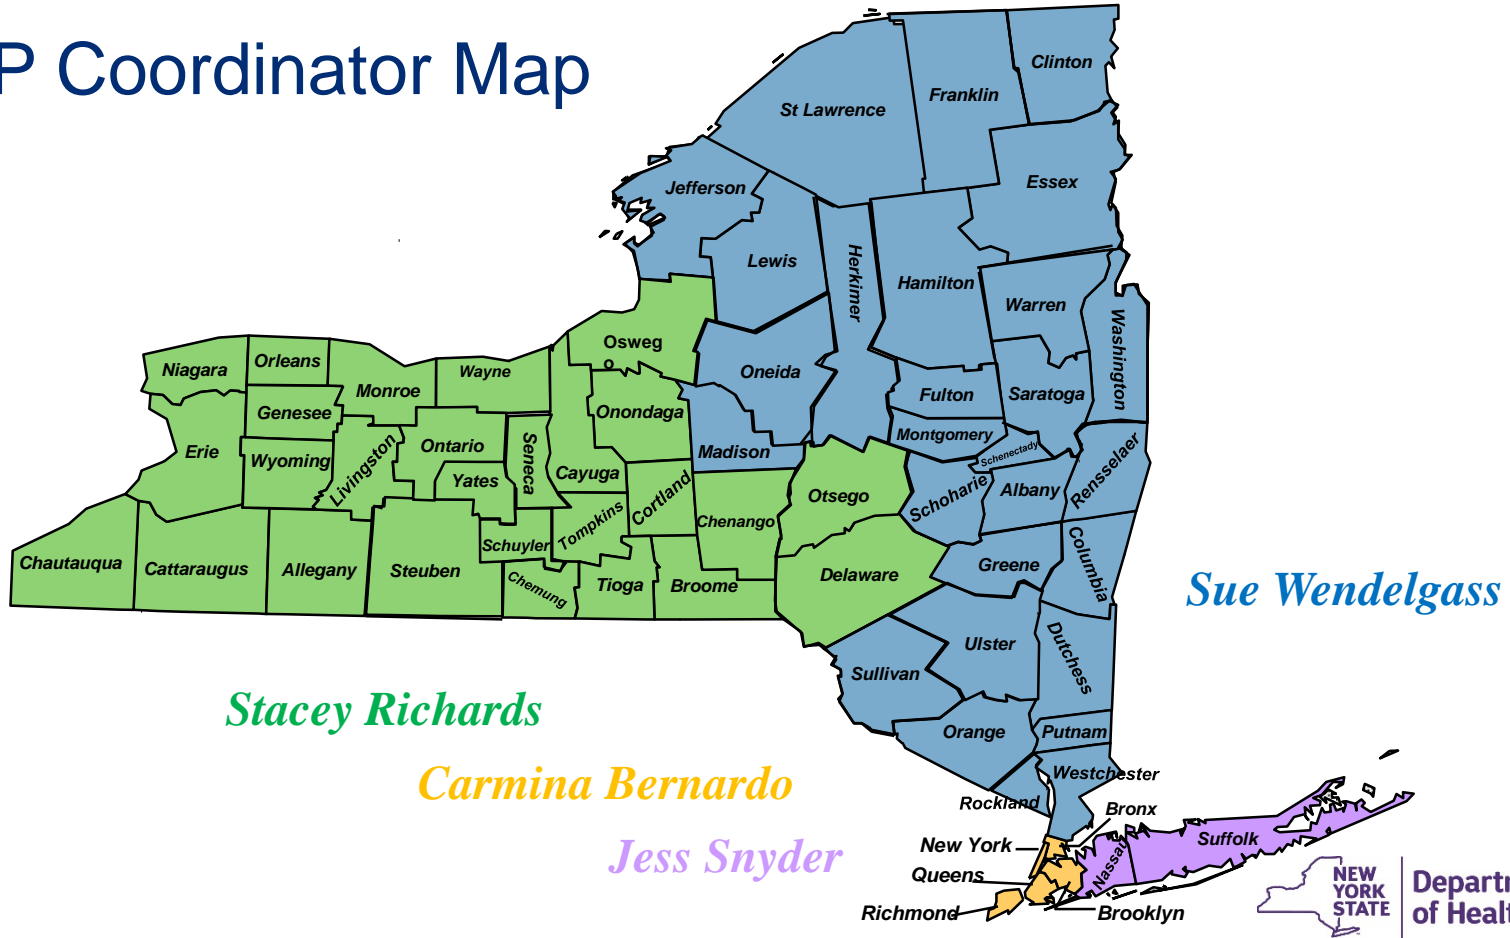 P Coordinator Map
Clinton
Franklin
St Lawrence
Essex
Jefferson
Lewis
Herkimer
Hamilton
Warren
Washington
Osweg
o
Oneida
Fulton
Saratoga
Niagara
Orleans
Monroe
Wayne
Genesee
Onondaga
Madison
Montgomery
Schenectady
Erie
Wyoming
Livingston
Ontario
Seneca
Cayuga
Yates
Cortland
Otsego
Schoharie
Albany
Rensselaer
Chenango
Tompkins
Schuyler
Chautauqua
Cattaraugus
Allegany
Steuben
Chemung
Tioga
Broome
Delaware
Greene
Columbia
Sue Wendelgass
Ulster
Dutchess
Sullivan
Stacey Richards
Orange
Putnam
Carmina Bernardo
Westchester
Rockland
Bronx
Jess Snyder
New York
Suffolk
Nassau
Queens
Richmond
Brooklyn
NEW
YORK
STATE
Departm
of Healt